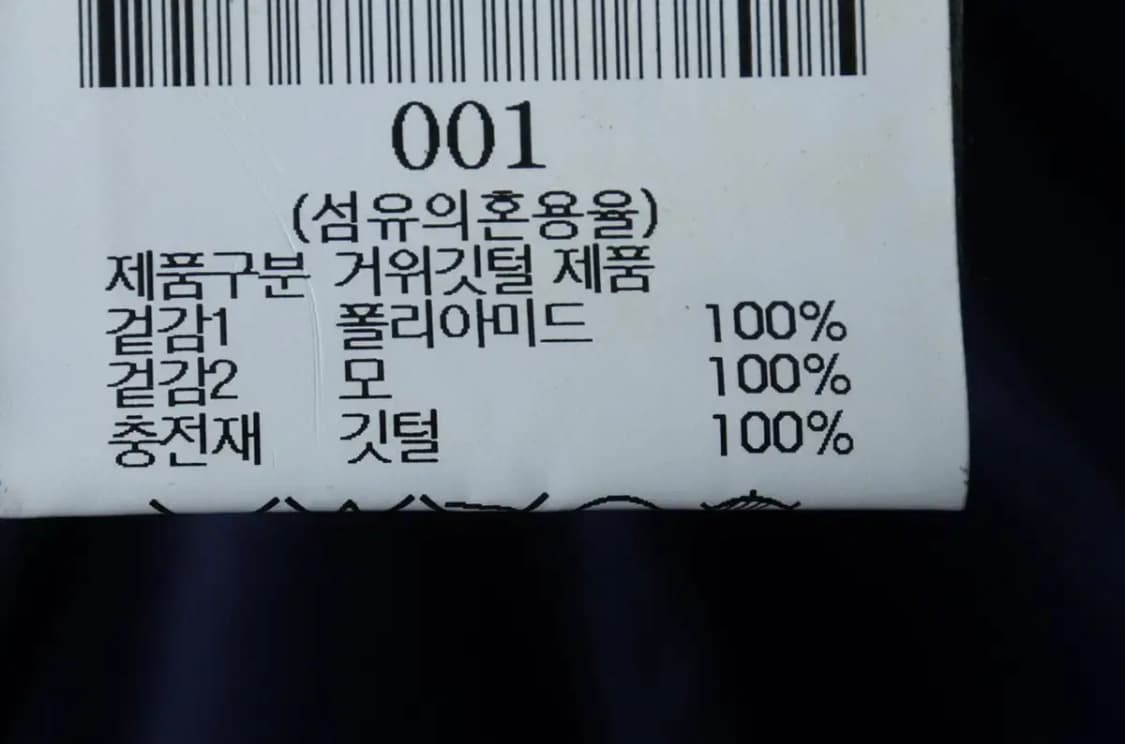 001
(섬유의혼용율)
제품구분 거위깃털 제품
겉감1 폴리아미드 100%
겉감2 모 100%
충전재 깃털 100%